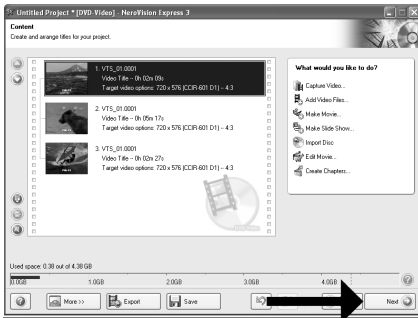 Untitled Project * [DVD-Video] - NeroVision Express 3
Content
Create and arrange titles for your project.
1. VTS_01.0001
Video Title -- 0h 02m 09s
Target video options: 720 x 576 (CCIR-601 D1) -- 4:3
2. VTS_01.0001
Video Title -- 0h 05m 17s
Target video options: 720 x 576 (CCIR-601 D1) -- 4:3
3. VTS_01.0001
Video Title -- 0h 02m 27s
Target video options: 720 x 576 (CCIR-601 D1) -- 4:3
What would you like to do?
Capture Video...
Add Video Files...
Make Movie...
Make Slide Show...
Import Disc
Edit Movie...
Create Chapters...
Used space: 0.38 out of 4.38 GB
0.0GB 1.0GB 2.0GB 3.0GB 4.0GB
More >> Export Save Next